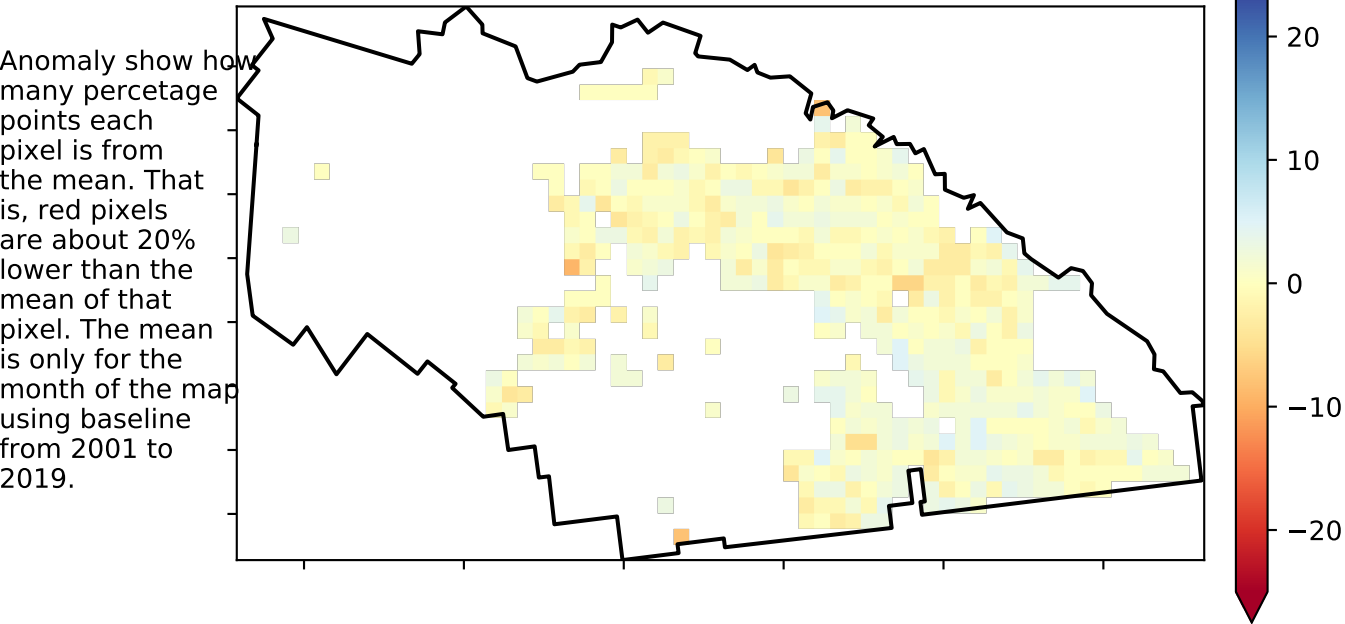 Anomaly show how
many percetage
points each
pixel is from
the mean. That
is, red pixels
are about 20%
lower than the
mean of that
pixel. The mean
is only for the
month of the map
using baseline
from 2001 to
2019.
20
10
0
−10
−20